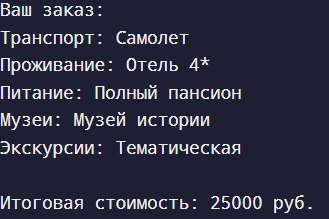 Ваш заказ:
Транспорт: Самолет
Проживание: Отель 4*
Питание: Полный пансион
Музеи: Музей истории
Экскурсии: Тематическая
Итоговая стоимость: 25000 руб.